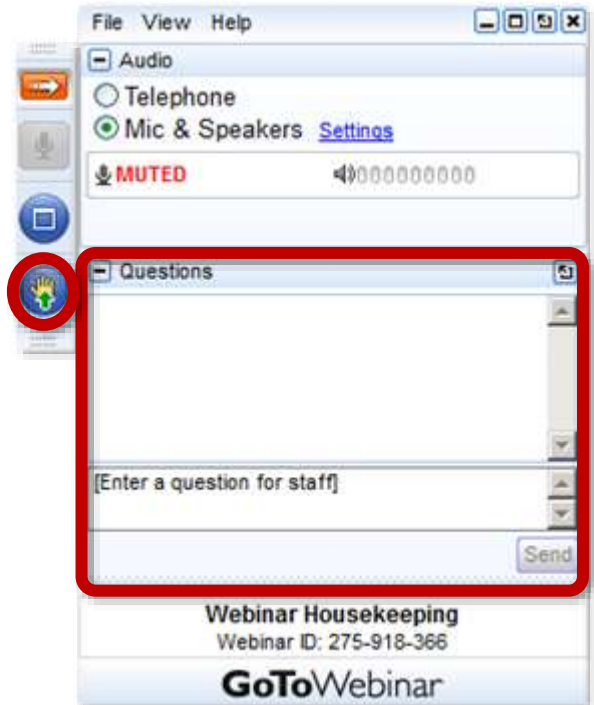 File View Help
Audio
Telephone
Mic & Speakers Settings
MUTED
Questions
[Enter a question for staff]
Send
Webinar Housekeeping
Webinar ID: 275-918-366
GoToWebinar